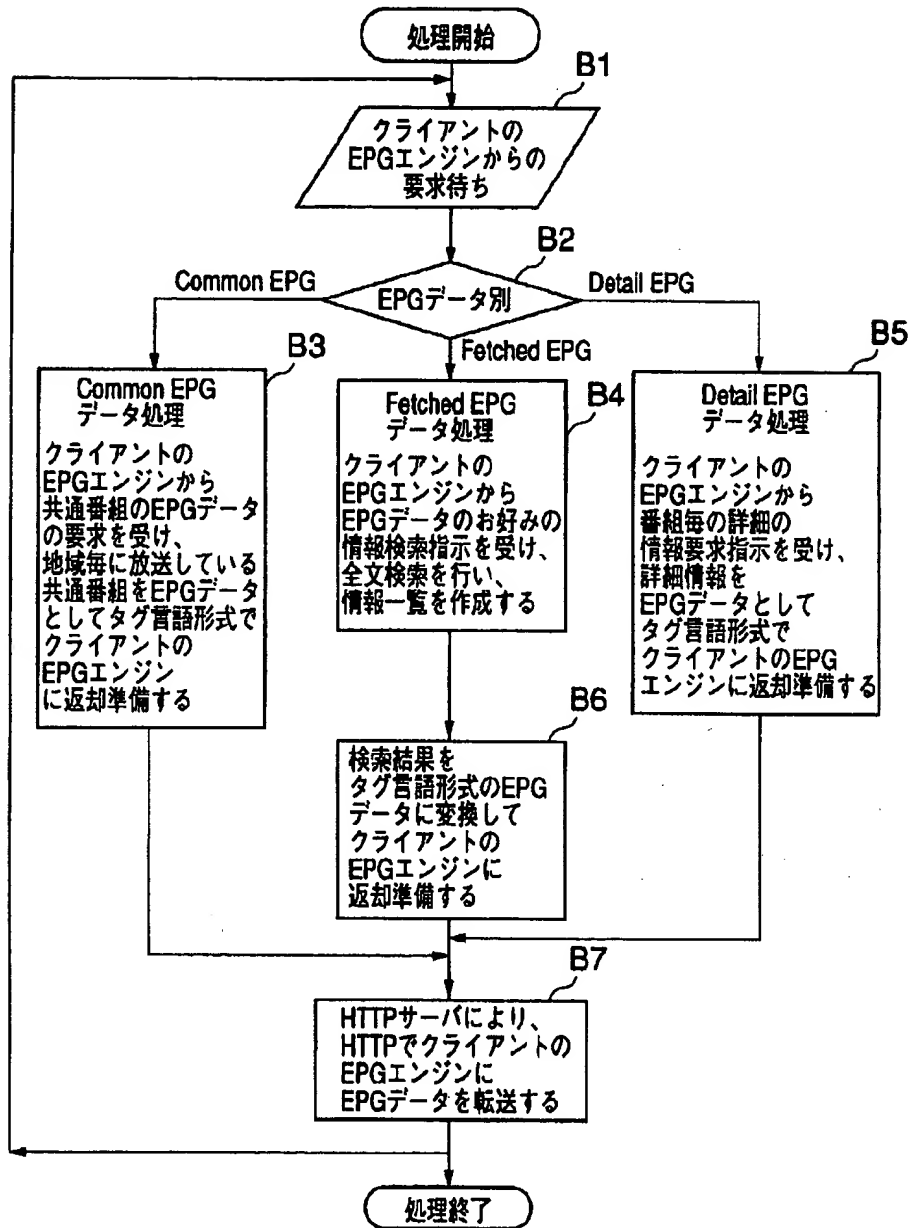 処理開始
B1
クライアントの
EPGエンジンからの
要求待ち
B2
Common EPG
EPGデータ別
Detail EPG
Fetched EPG
B3
Common EPG
データ処理
クライアントの
EPGエンジンから
共通番組のEPGデータ
の要求を受け、
地域毎に放送している
共通番組をEPGデータ
としてタグ言語形式で
クライアントの
EPGエンジン
に返却準備する
B4
Fetched EPG
データ処理
クライアントの
EPGエンジンから
EPGデータのお好みの
情報検索指示を受け、
全文検索を行い、
情報一覧を作成する
B5
Detail EPG
データ処理
クライアントの
EPGエンジンから
番組毎の詳細の
情報要求指示を受け、
詳細情報を
EPGデータとして
タグ言語形式で
クライアントのEPG
エンジンに返却準備する
B6
検索結果を
タグ言語形式のEPG
データに変換して
クライアントの
EPGエンジンに
返却準備する
B7
HTTPサーバにより、
HTTPでクライアントの
EPGエンジンに
EPGデータを転送する
処理終了